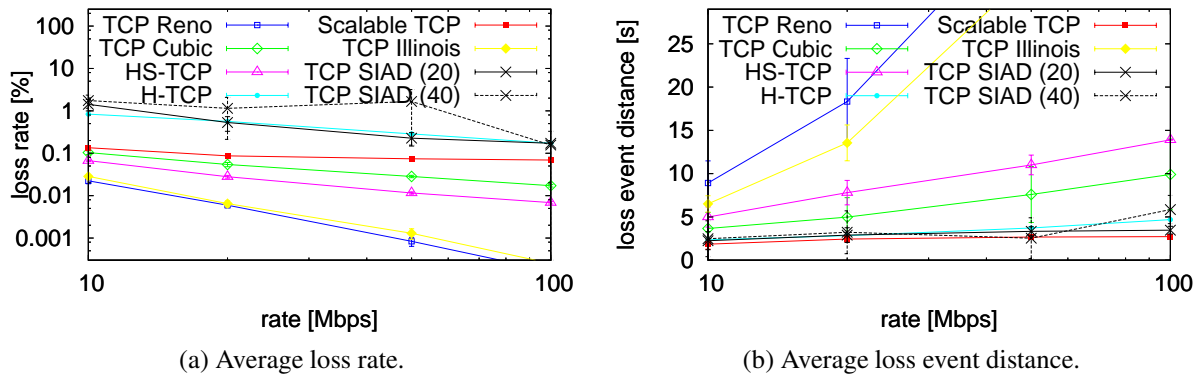 TCP Reno
TCP Cubic
HS-TCP
H-TCP
Scalable TCP
TCP Illinois
TCP SIAD (20)
TCP SIAD (40)
loss rate [%]
100
10
1
0.1
0.01
0.001
10
100
rate [Mbps]
(a) Average loss rate.
TCP Reno
TCP Cubic
HS-TCP
H-TCP
Scalable TCP
TCP Illinois
TCP SIAD (20)
TCP SIAD (40)
loss event distance [s]
25
20
15
10
5
0
10
100
rate [Mbps]
(b) Average loss event distance.